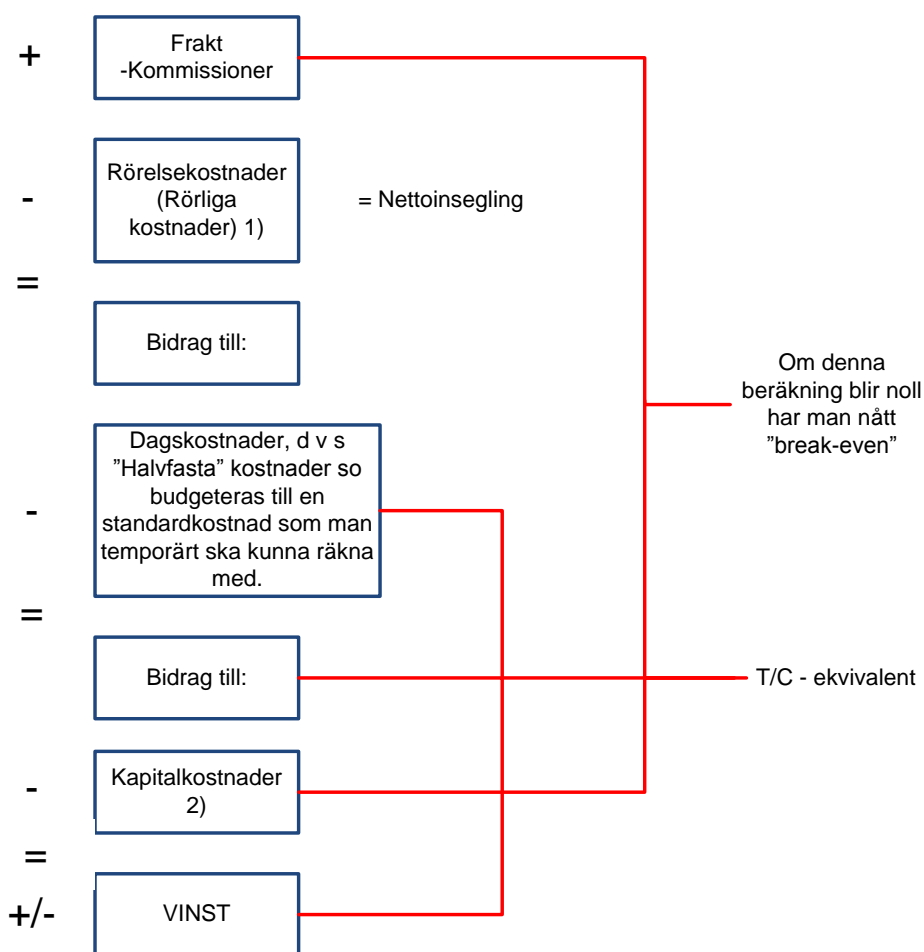 +
Frakt
-Kommissioner
-
Rörelsekostnader
(Rörliga
kostnader) 1)
= Nettoinsegling
=
Bidrag till:
Om denna
beräkning blir noll
har man nått
”break-even”
-
Dagskostnader, d v s
”Halvfasta” kostnader so
budgeteras till en
standardkostnad som man
temporärt ska kunna räkna
med.
=
Bidrag till:
T/C - ekvivalent
-
Kapitalkostnader
2)
=
+/-
VINST